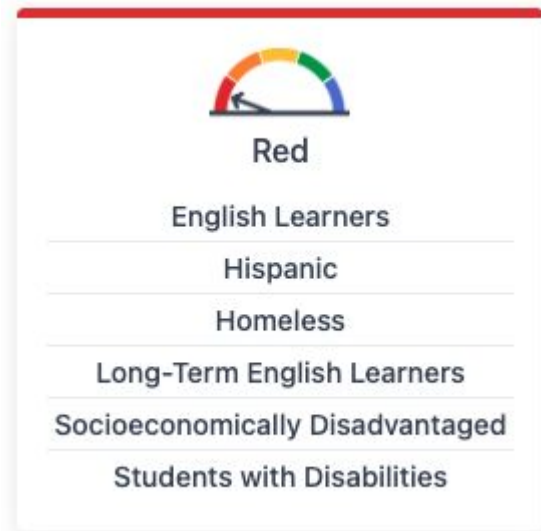 Red
English Learners
Hispanic
Homeless
Long-Term English Learners
Socioeconomically Disadvantaged
Students with Disabilities